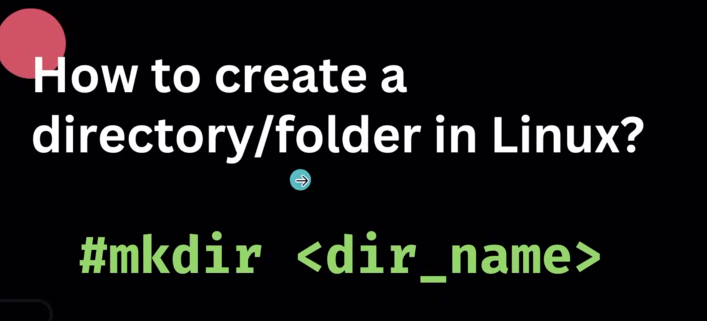 How to create a
directory/folder in Linux?
#mkdir <dir_name>